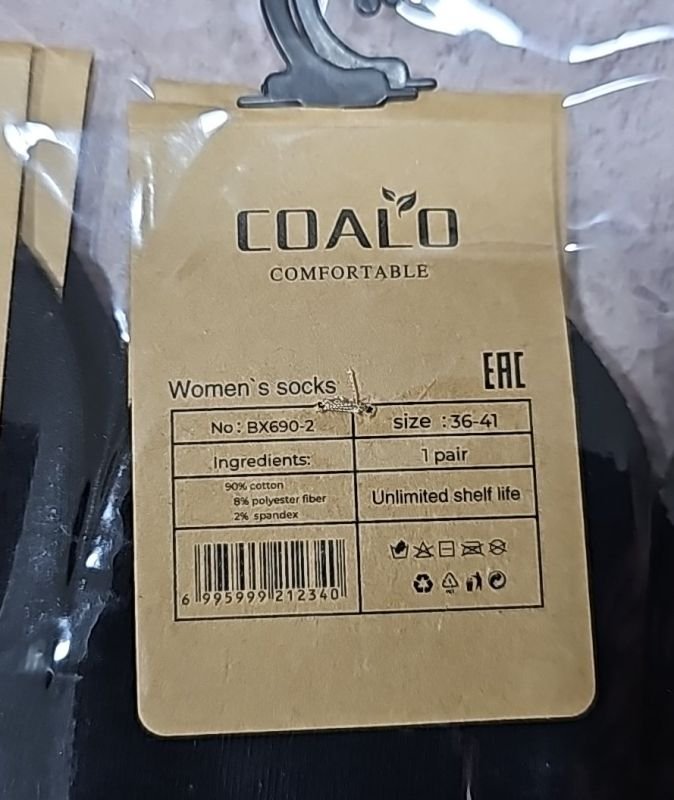 COALO
COMFORTABLE
EAC
Women`s socks
No: BX690-2
size :36-41
Ingredients:
1 pair
90% cotton
8% polyester fiber
2% spandex
Unlimited shelf life
6 995999 212340